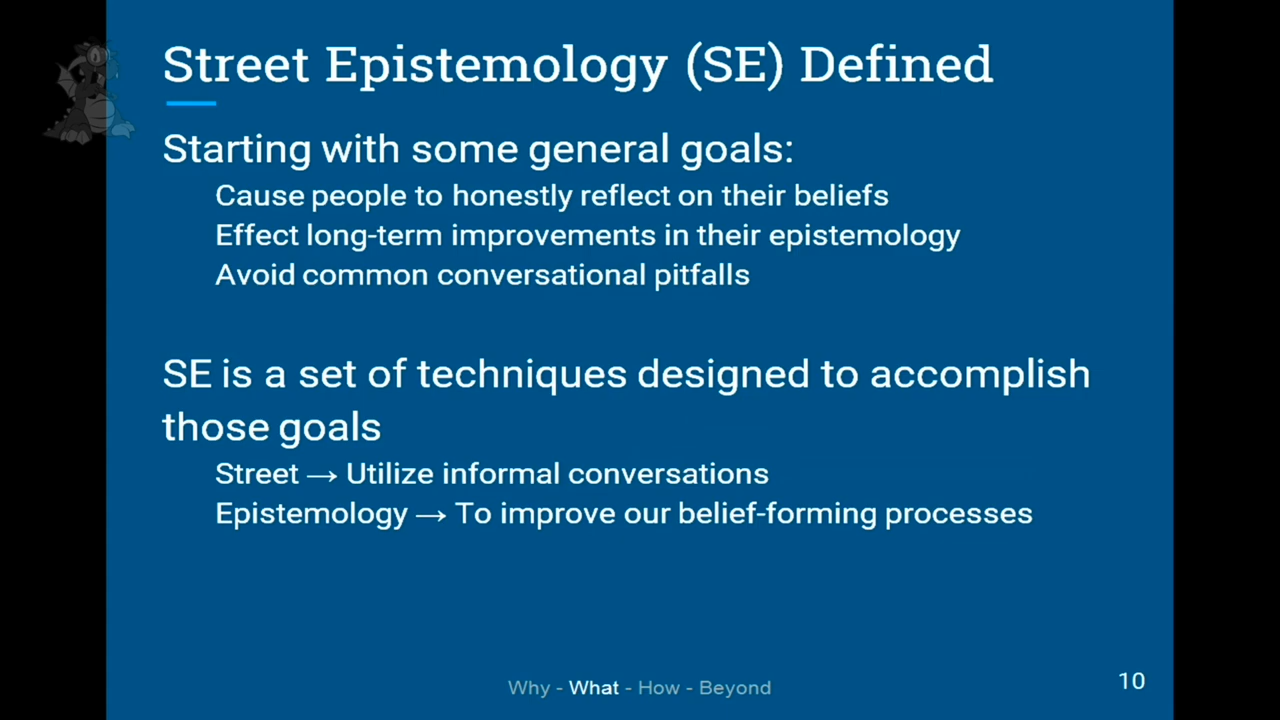 Street Epistemology (SE) Defined
Starting with some general goals:
Cause people to honestly reflect on their beliefs
Effect long-term improvements in their epistemology
Avoid common conversational pitfalls
SE is a set of techniques designed to accomplish
those goals
Street → Utilize informal conversations
Epistemology → To improve our belief-forming processes
Why - What - How - Beyond
10